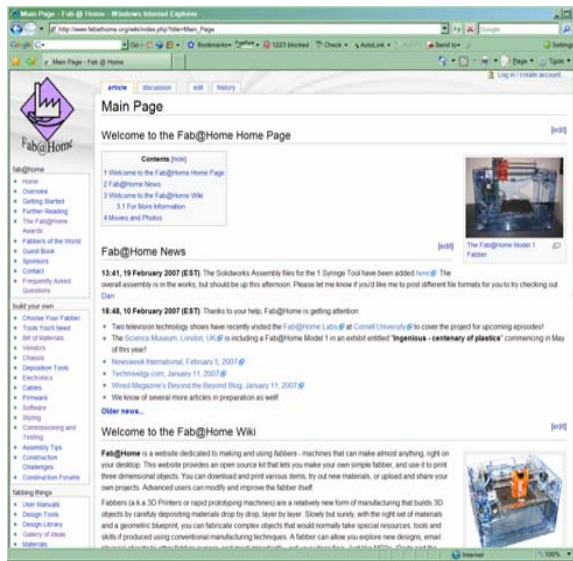 Main Page - Fab @ Home - Windows Internet Explorer
http://www.fabathome.org/wiki/index.php?title=Main_Page
Google
Bookmarks
1223 blocked
Check
AutoLink
Send to
Settings
Main Page - Fab @ Home
Page
Tools
Log in / create account
article
discussion
edit
history
Fab@Home
Main Page
Welcome to the Fab@Home Home Page
[edit]
Contents [hide]
1 Welcome to the Fab@Home Home Page
2 Fab@Home News
3 Welcome to the Fab@Home Wiki
3.1 For More Information
4 Movies and Photos
The Fab@Home Model 1
Fabber
fab@home
Home
Overview
Getting Started
Further Reading
The Fab@Home
Awards
Fabbers of the World
Guest Book
Sponsors
Contact
Frequently Asked
Questions
build your own
Choose Your Fabber
Tools You'll Need
Bill of Materials
Vendors
Chassis
Deposition Tools
Electronics
Cables
Firmware
Software
Styling
Commissioning and
Testing
Assembly Tips
Construction
Challenges
Construction Forums
fabbing things
User Manuals
Design Tools
Design Library
Gallery of Ideas
Materials
Fab@Home News
[edit]
13:41, 19 February 2007 (EST) The Solidworks Assembly files for the 1 Syringe Tool have been added here. The
overall assembly is in the works, but should be up this afternoon. Please let me know if you'd like me to post different file formats for you to try checking out
Dan
18:48, 10 February 2007 (EST) Thanks to your help, Fab@Home is getting attention
Two television technology shows have recently visited the Fab@Home Labs at Cornell University to cover the project for upcoming episodes!
The Science Museum, London, UK is including a Fab@Home Model 1 in an exhibit entitled "Ingenious - centenary of plastics" commencing in May
of this year!
Newsweek International, February 5, 2007
Technovelgy.com, January 11, 2007
Wired Magazine's Beyond the Beyond Blog, January 11, 2007
We know of several more articles in preparation as well!
Older news...
Welcome to the Fab@Home Wiki
[edit]
Fab@Home is a website dedicated to making and using fabbers - machines that can make almost anything, right on
your desktop. This website provides an open source kit that lets you make your own simple fabber, and use it to print
three dimensional objects. You can download and print various items, try out new materials, or upload and share your
own projects. Advanced users can modify and improve the fabber itself.
Fabbers (a.k.a 3D Printers or rapid prototyping machines) are a relatively new form of manufacturing that builds 3D
objects by carefully depositing materials drop by drop, layer by layer. Slowly but surely, with the right set of materials
and a geometric blueprint, you can fabricate complex objects that would normally take special resources, tools and
skills if produced using conventional manufacturing techniques. A fabber can allow you explore new designs, email
Internet
100%